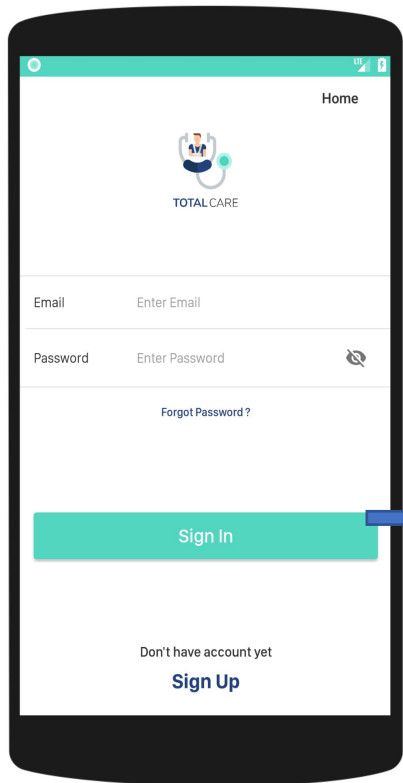 LTE
Home
TOTAL CARE
Email Enter Email
Password Enter Password
Forgot Password ?
Sign In
Don't have account yet
Sign Up